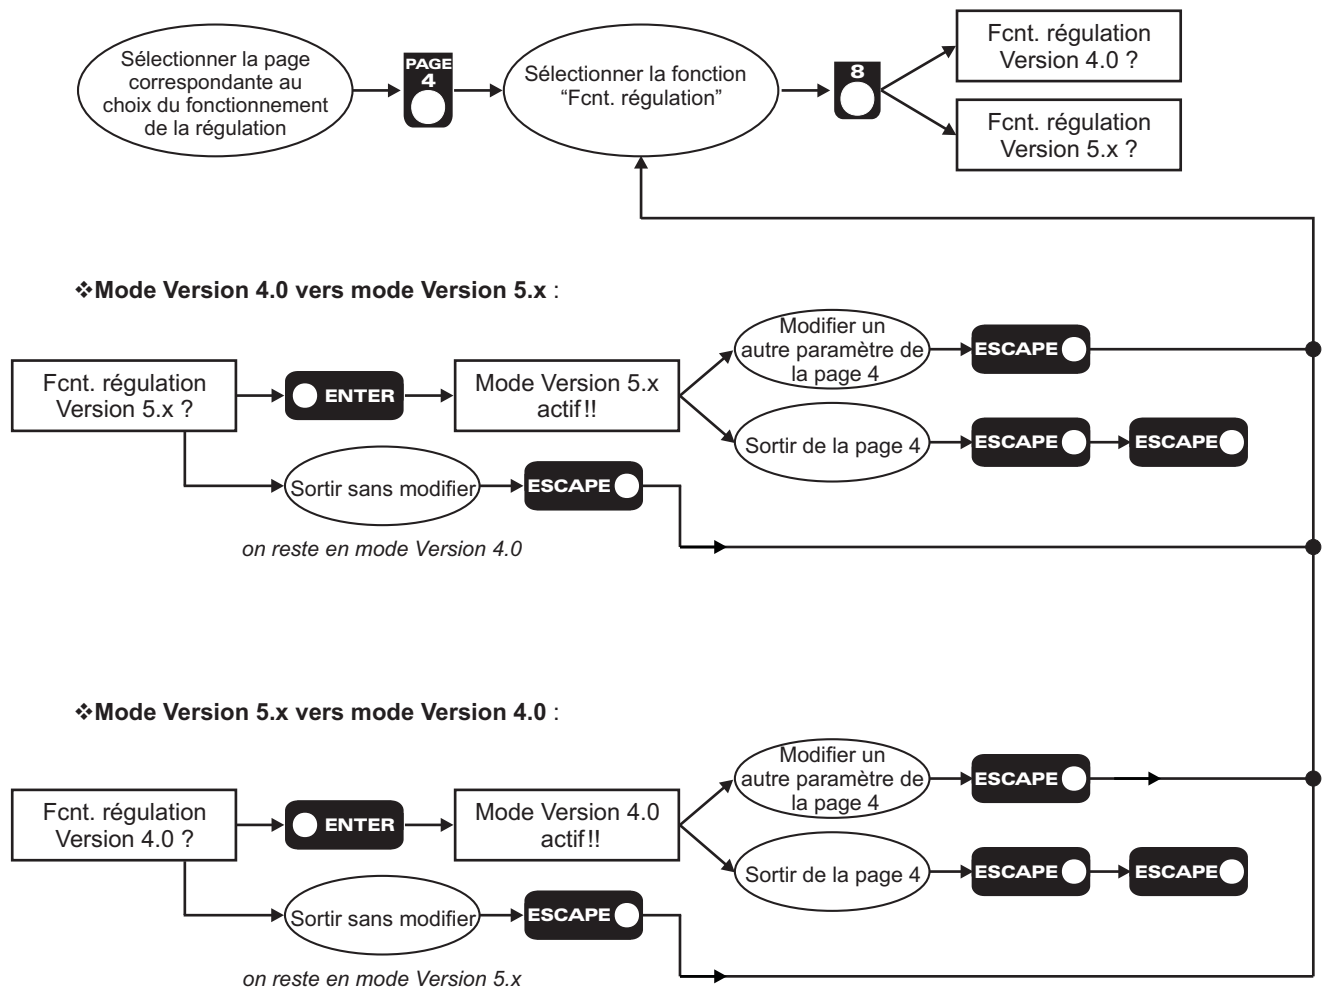 Sélectionner la page
correspondante au
choix du fonctionnement
de la régulation
PAGE
4
Sélectionner la fonction
“Fcnt. régulation”
8
Fcnt. régulation
Version 4.0 ?
Fcnt. régulation
Version 5.x ?
❖Mode Version 4.0 vers mode Version 5.x :
Fcnt. régulation
Version 5.x ?
ENTER
Mode Version 5.x
actif!!
Modifier un
autre paramètre de
la page 4
ESCAPE
Sortir de la page 4
ESCAPE
ESCAPE
Sortir sans modifier
ESCAPE
on reste en mode Version 4.0
❖Mode Version 5.x vers mode Version 4.0 :
Fcnt. régulation
Version 4.0 ?
ENTER
Mode Version 4.0
actif!!
Modifier un
autre paramètre de
la page 4
ESCAPE
Sortir de la page 4
ESCAPE
ESCAPE
Sortir sans modifier
ESCAPE
on reste en mode Version 5.x